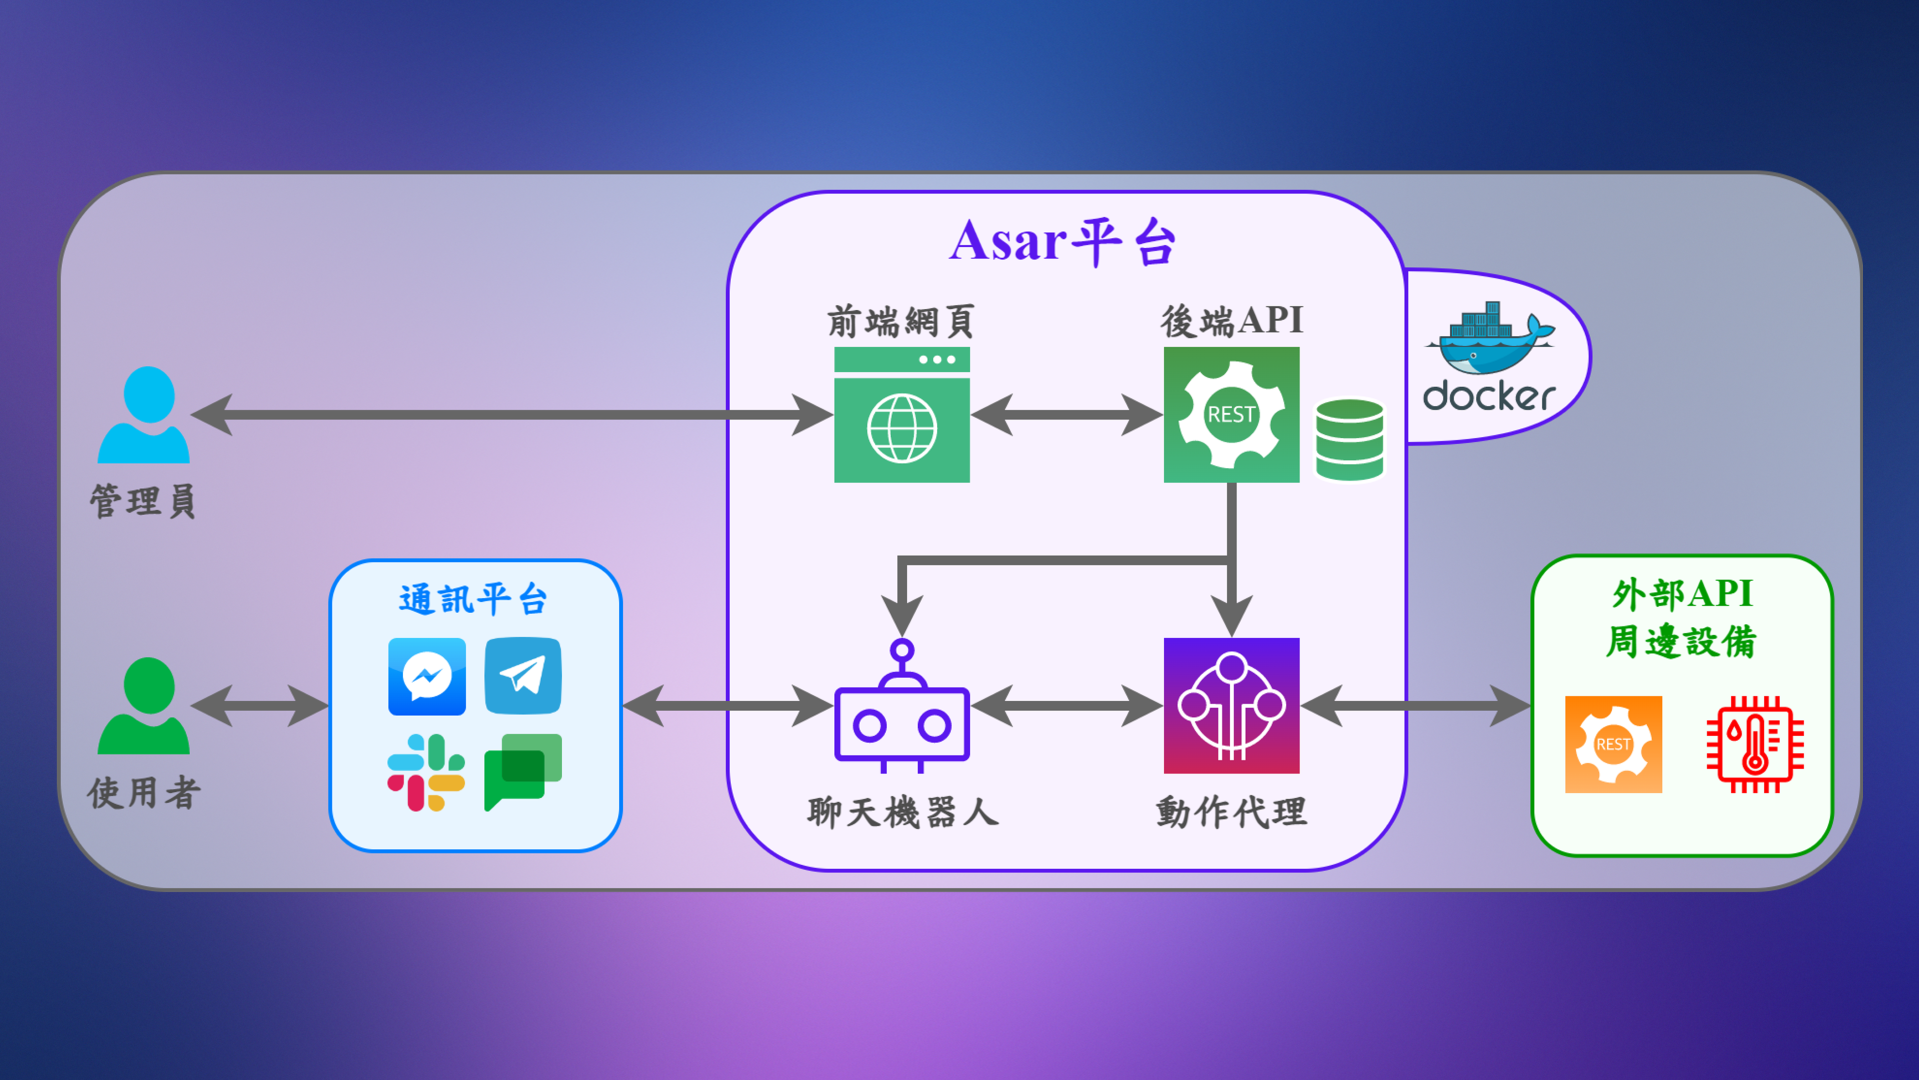 Asar平台
前端網頁
後端API
REST
docker
管理員
通訊平台
外部API
周邊設備
REST
使用者
聊天機器人
動作代理